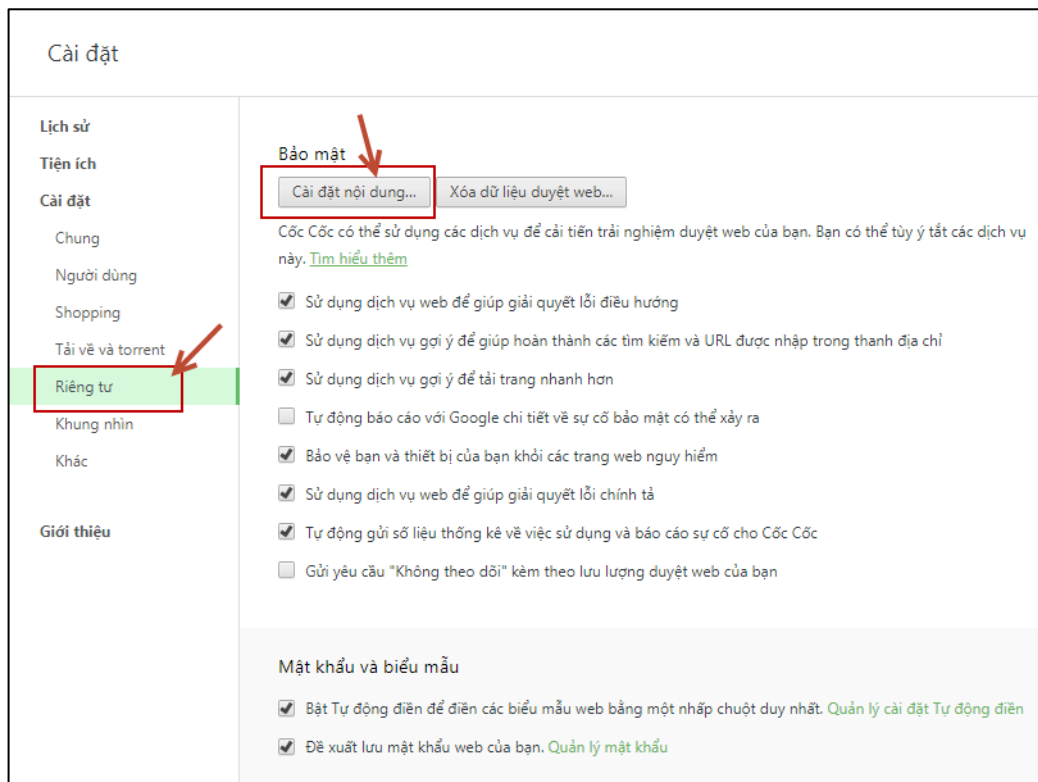 Cài đặt
Lịch sử
Tiện ích
Cài đặt
Chung
Người dùng
Shopping
Tải về và torrent
Riêng tư
Khung nhìn
Khác
Giới thiệu
Bảo mật
Cài đặt nội dung... Xóa dữ liệu duyệt web...
Cốc Cốc có thể sử dụng các dịch vụ để cải tiến trải nghiệm duyệt web của bạn. Bạn có thể tùy ý tắt các dịch vụ
này. Tìm hiểu thêm
Sử dụng dịch vụ web để giúp giải quyết lỗi điều hướng
Sử dụng dịch vụ gợi ý để giúp hoàn thành các tìm kiếm và URL được nhập trong thanh địa chỉ
Sử dụng dịch vụ gợi ý để tải trang nhanh hơn
Tự động báo cáo với Google chi tiết về sự cố bảo mật có thể xảy ra
Bảo vệ bạn và thiết bị của bạn khỏi các trang web nguy hiểm
Sử dụng dịch vụ web để giúp giải quyết lỗi chính tả
Tự động gửi số liệu thống kê về việc sử dụng và báo cáo sự cố cho Cốc Cốc
Gửi yêu cầu "Không theo dõi" kèm theo lưu lượng duyệt web của bạn
Mật khẩu và biểu mẫu
Bật Tự động điền để điền các biểu mẫu web bằng một nhấp chuột duy nhất. Quản lý cài đặt Tự động điền
Đề xuất lưu mật khẩu web của bạn. Quản lý mật khẩu